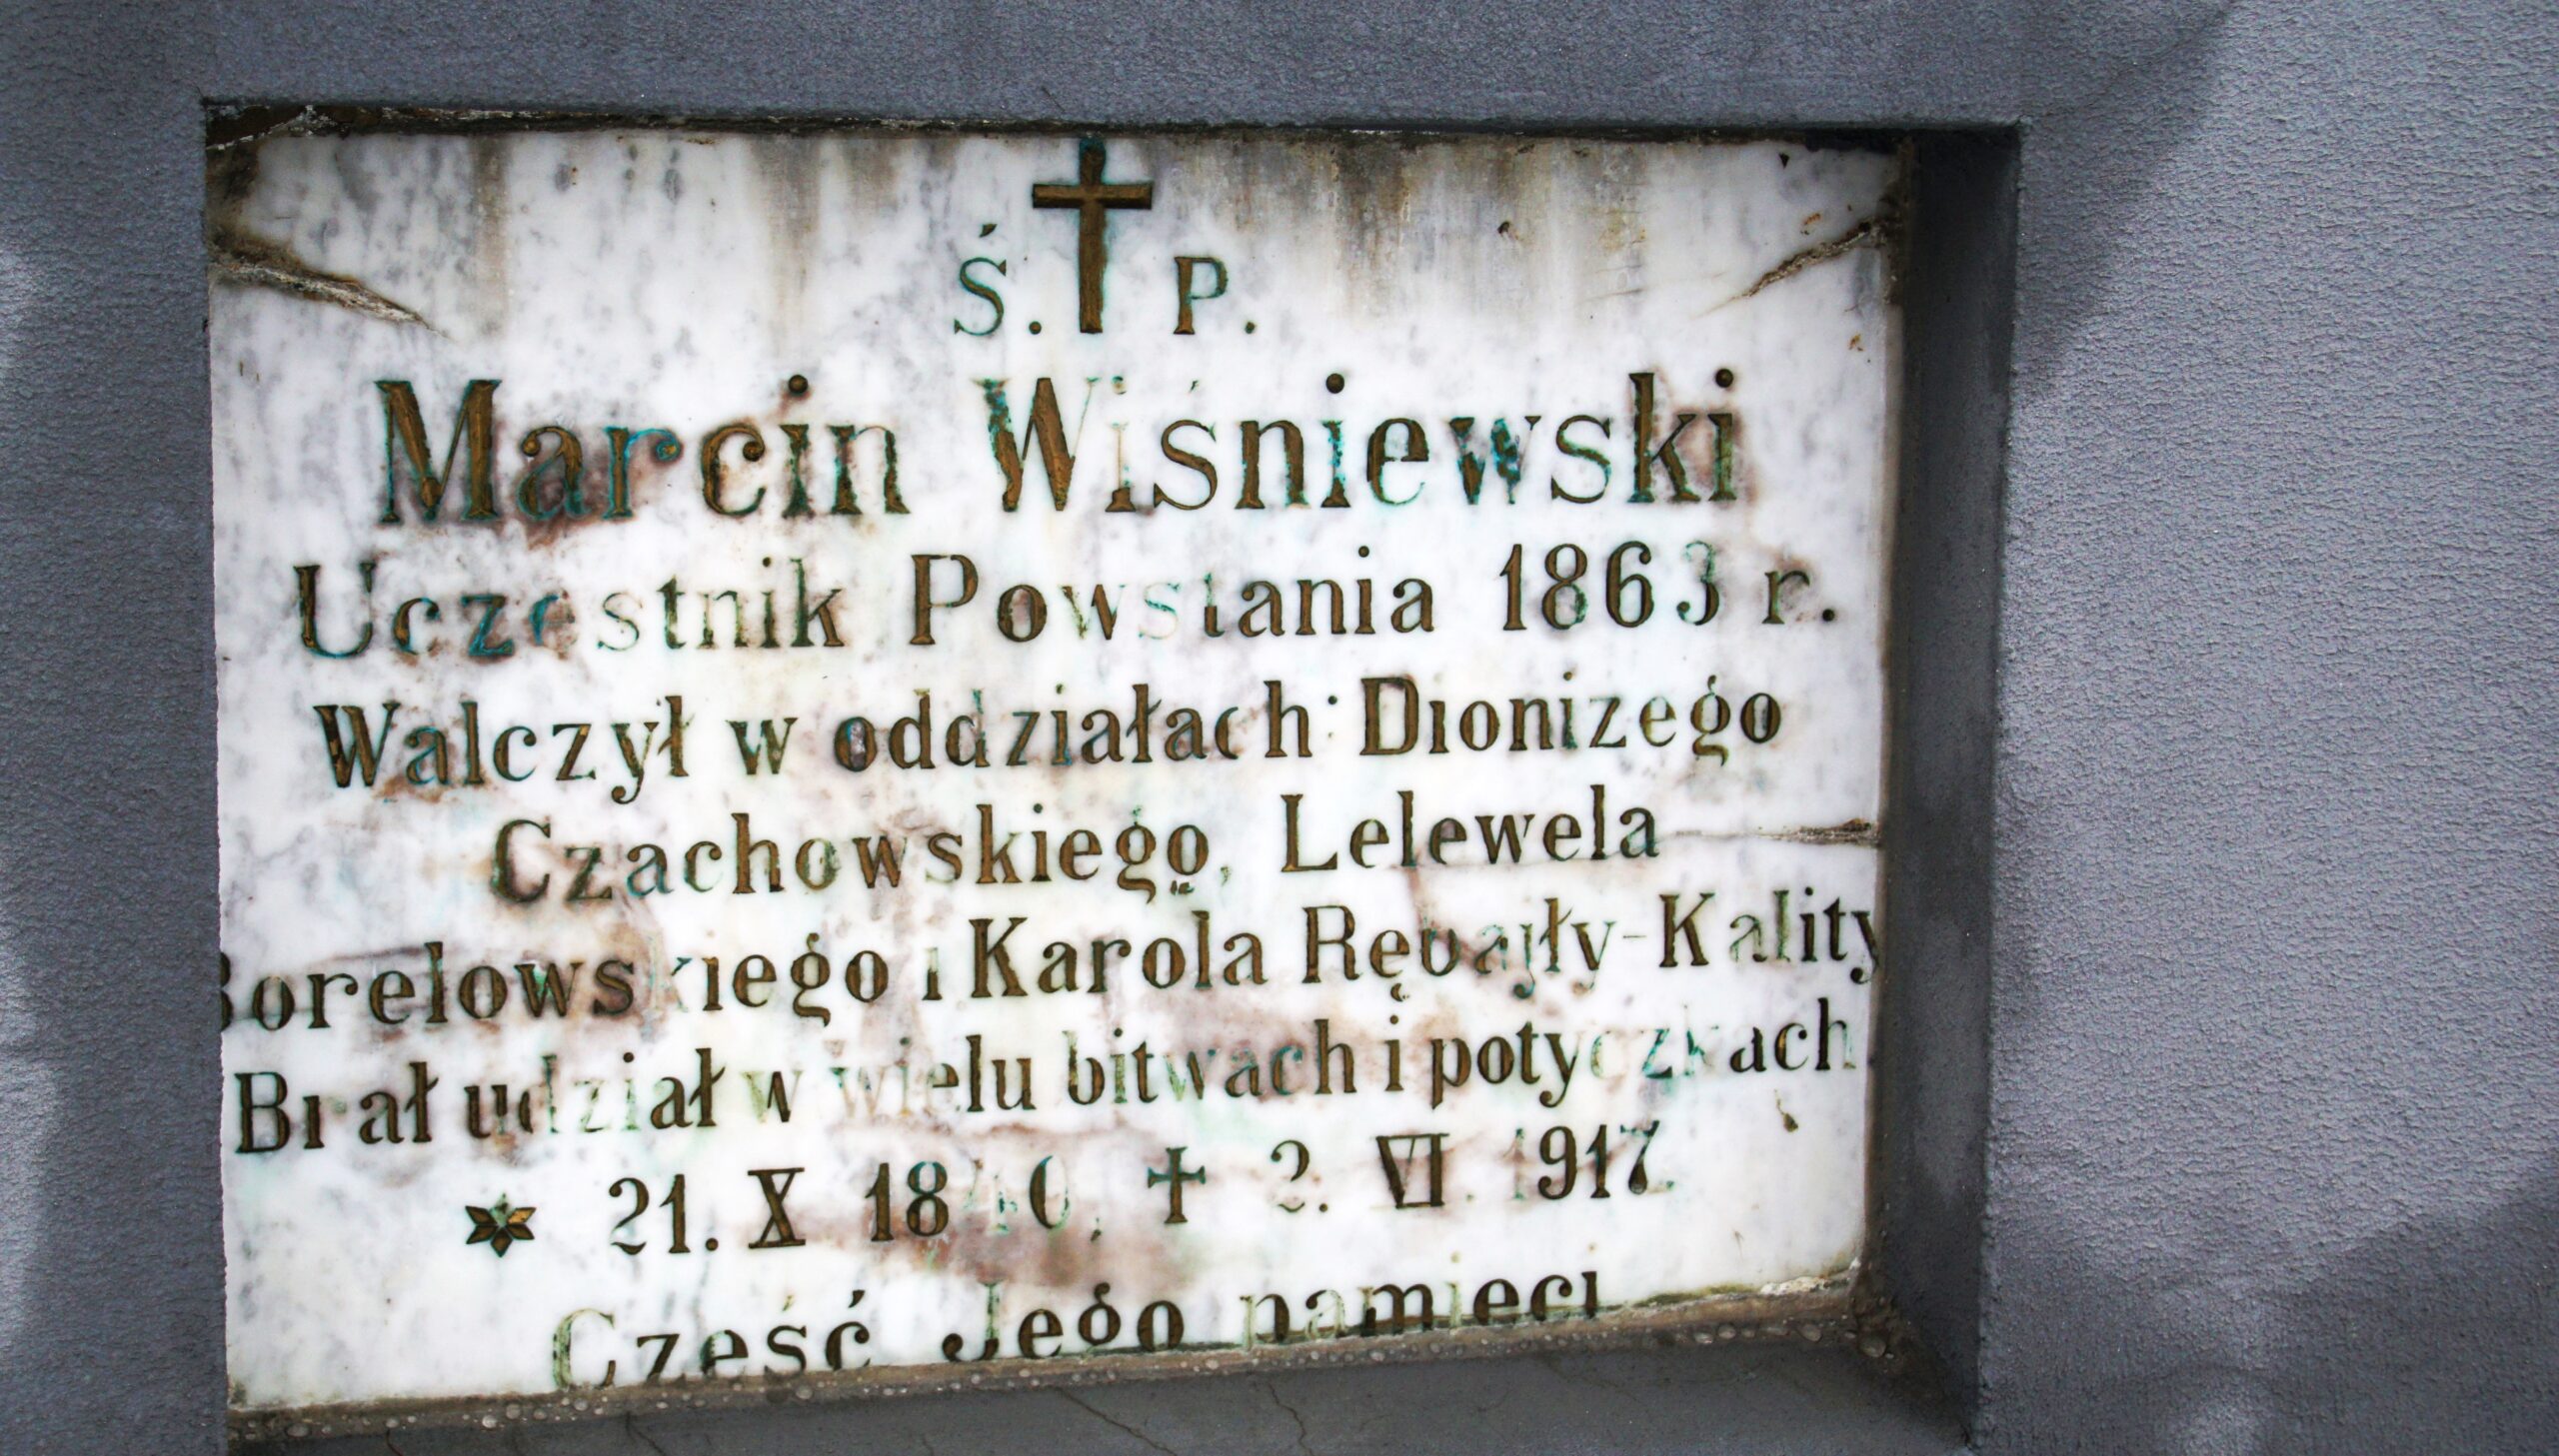 Ś. P.
Marcin Wiśniewski
Uczestnik Powstania 1863 r.
Walczył w oddziałach: Dionizego
Czachowskiego, Lelewela
Borelowskiego i Karola Rębajły-Kality
Brał udział w wielu bitwach i potyczkach
21. X 1840, 2. VI. 1917.
Cześć Jego pamięci